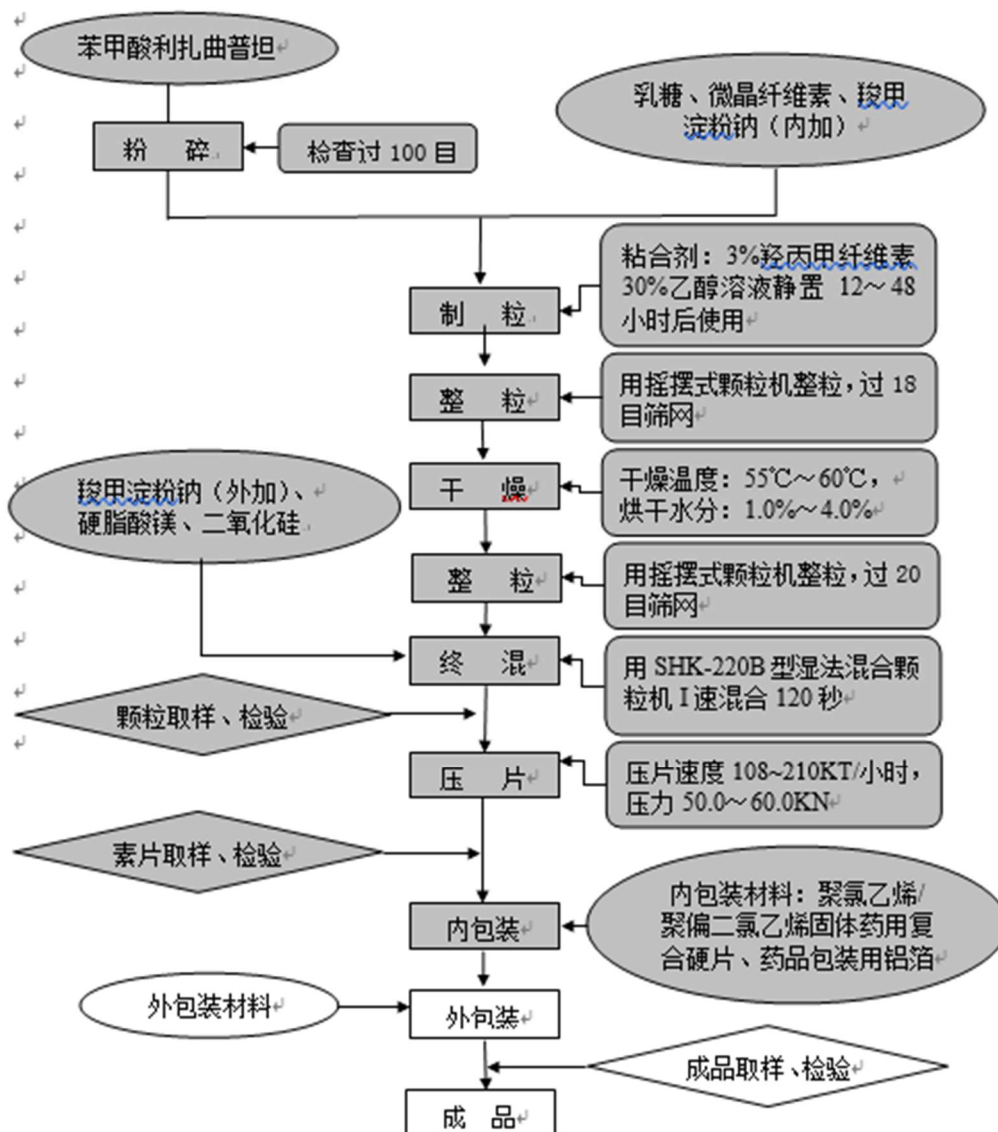 苯甲酸利扎曲普坦
乳糖、微晶纤维素、羧甲
淀粉钠（内加）
粉 碎
检查过 100 目
粘合剂：3%羟丙甲纤维素
30%乙醇溶液静置 12～48
小时后使用
制 粒
整 粒
用摇摆式颗粒机整粒，过 18
目筛网
羧甲淀粉钠（外加）、
硬脂酸镁、二氧化硅
干 燥
干燥温度：55℃～60℃，
烘干水分：1.0%～4.0%
整 粒
用摇摆式颗粒机整粒，过 20
目筛网
终 混
用 SHK-220B 型湿法混合颗
粒机 I 速混合 120 秒
颗粒取样、检验
压 片
压片速度 108~210KT/小时，
压力 50.0～60.0KN
素片取样、检验
内包装
内包装材料：聚氯乙烯/
聚偏二氯乙烯固体药用复
合硬片、药品包装用铝箔
外包装材料
外包装
成品取样、检验
成 品